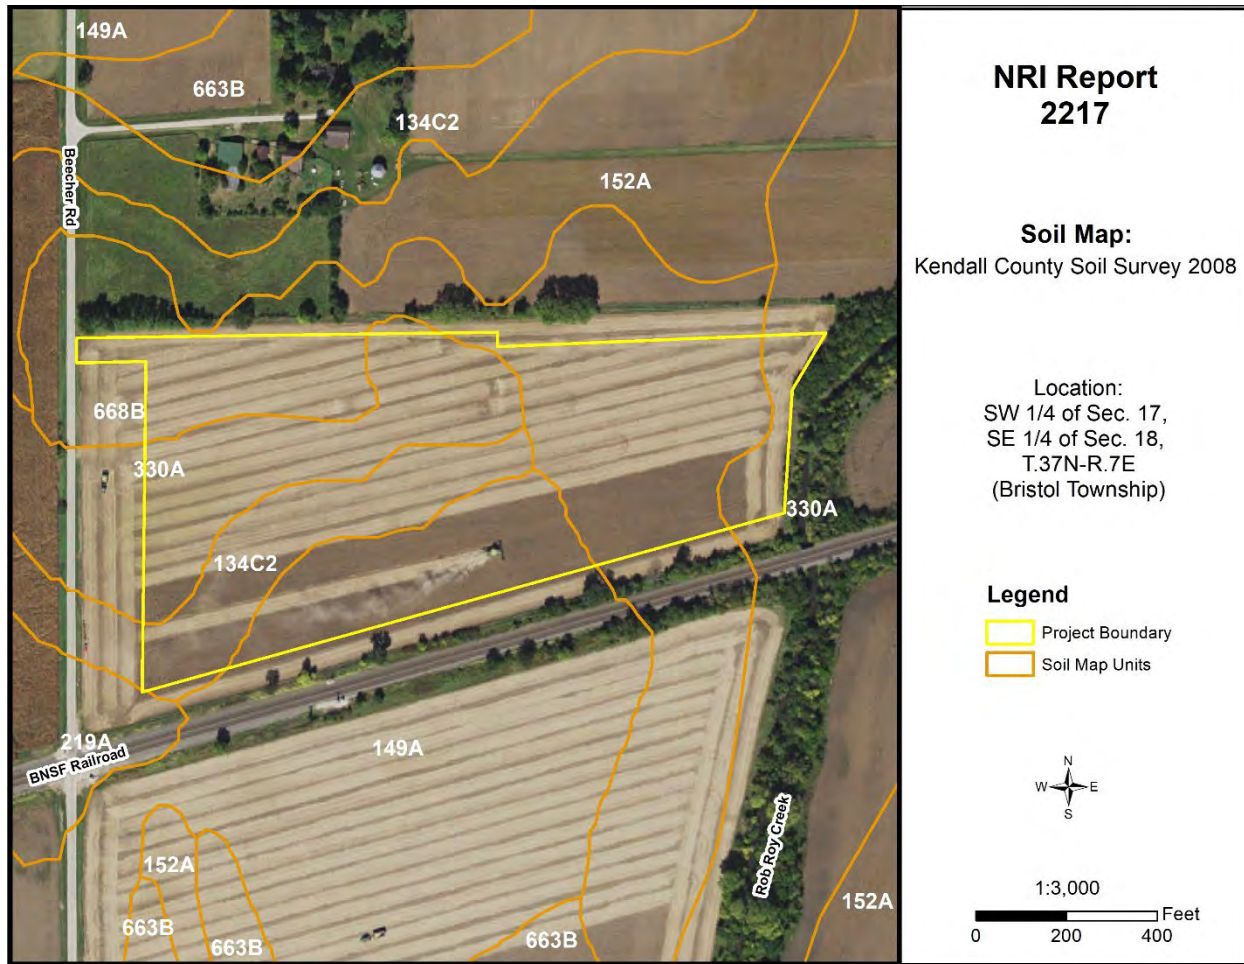 149A
663B
134C2
Beecher Rd
152A
668B
330A
330A
134C2
219A
BNSF Railroad
149A
152A
Rob Roy Creek
663B
663B
663B
152A
NRI Report
2217
Soil Map:
Kendall County Soil Survey 2008
Location:
SW 1/4 of Sec. 17,
SE 1/4 of Sec. 18,
T.37N-R.7E
(Bristol Township)
Legend
Project Boundary
Soil Map Units
N
W E
S
1:3,000
Feet
0 200 400